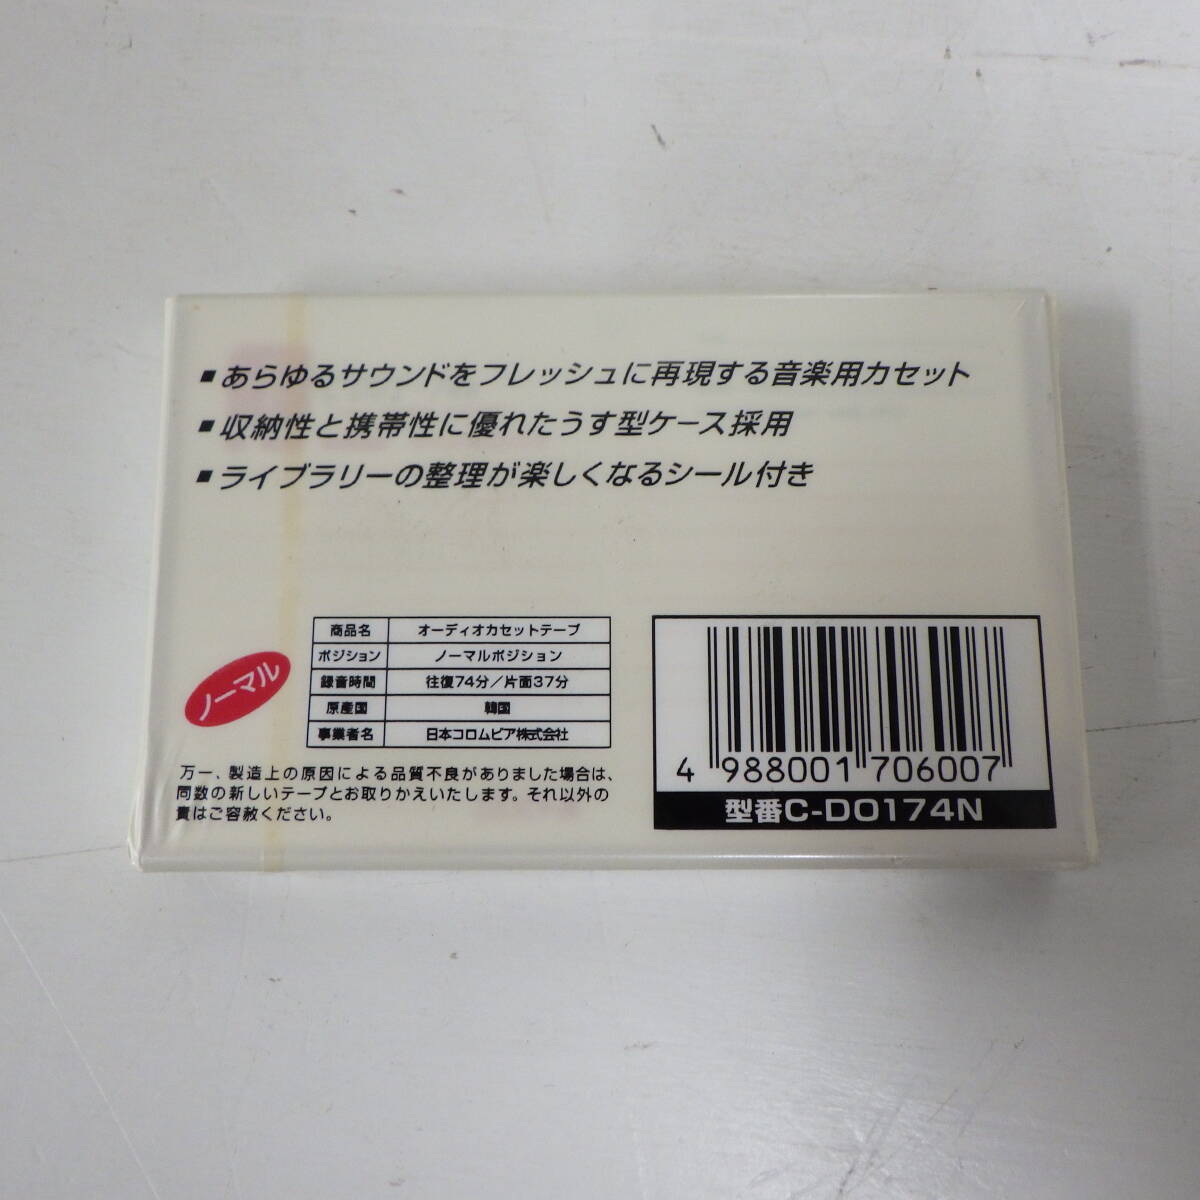 ■あらゆるサウンドをフレッシュに再現する音楽用カセット
■収納性と携帯性に優れたうす型ケース採用
■ライブラリーの整理が楽しくなるシール付き
ノーマル
商品名 オーディオカセットテープ
ポジション ノーマルポジション
録音時間 往復74分/片面37分
原産国 韓国
事業者名 日本コロムビア株式会社
万一、製造上の原因による品質不良がありました場合は、
同数の新しいテープとお取りかえいたします。それ以外の
責はご容赦ください。
4 988001 706007
型番C-DO174N